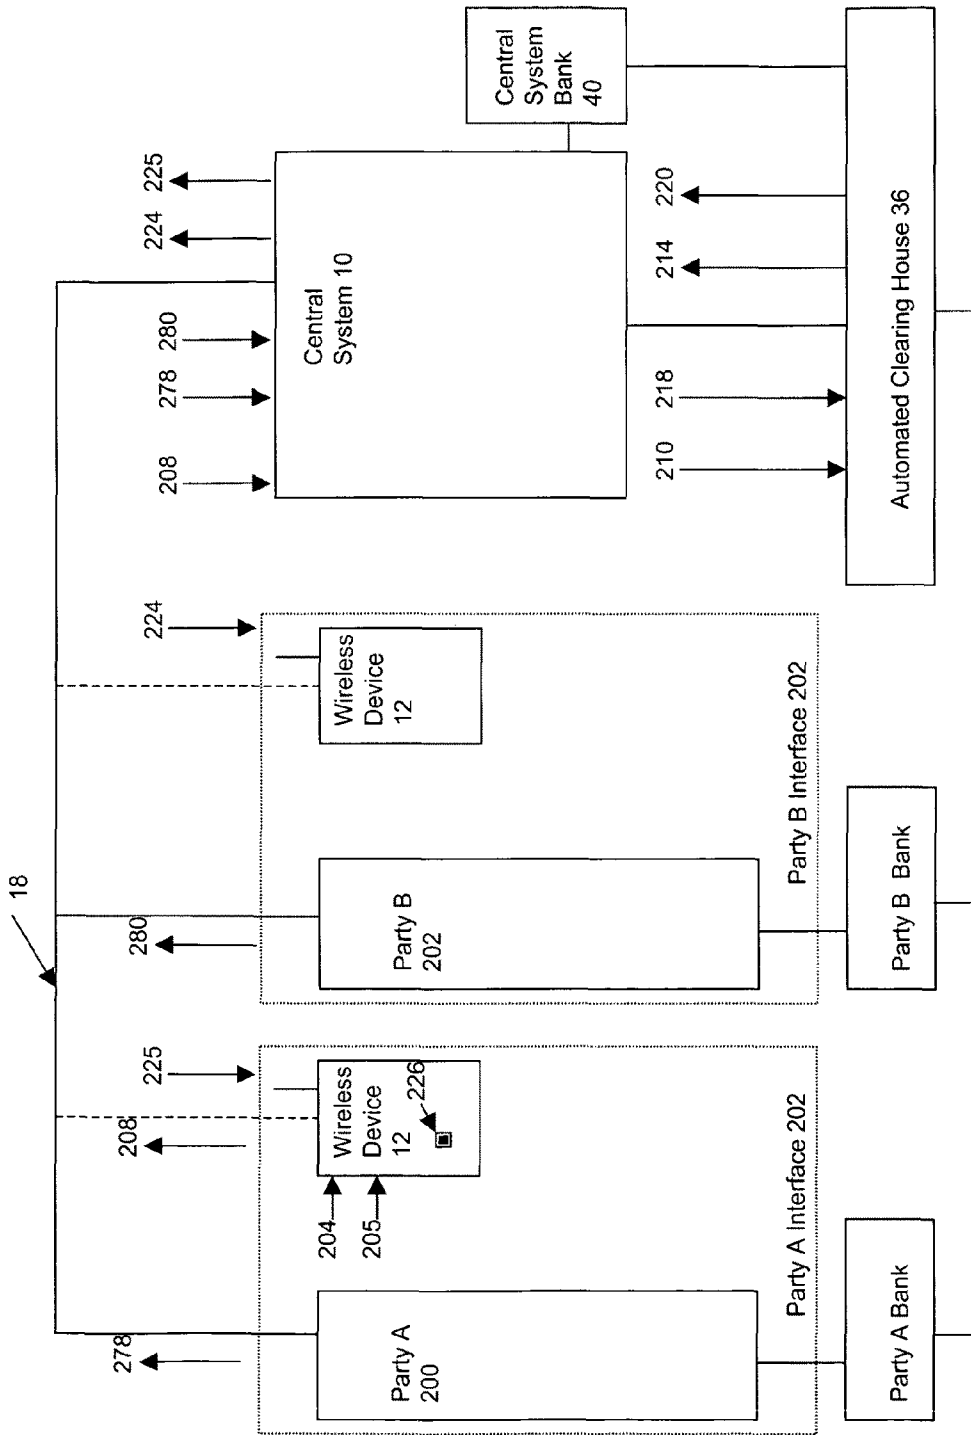 18
278
208
225
280
224
208
278
280
224
225
Party A
200
204
205
Wireless
Device
12
226
Party A Interface 202
Party A Bank
Party B
202
Wireless
Device
12
Party B Interface 202
Party B Bank
Central
System 10
Central
System
Bank
40
210
218
214
220
Automated Clearing House 36